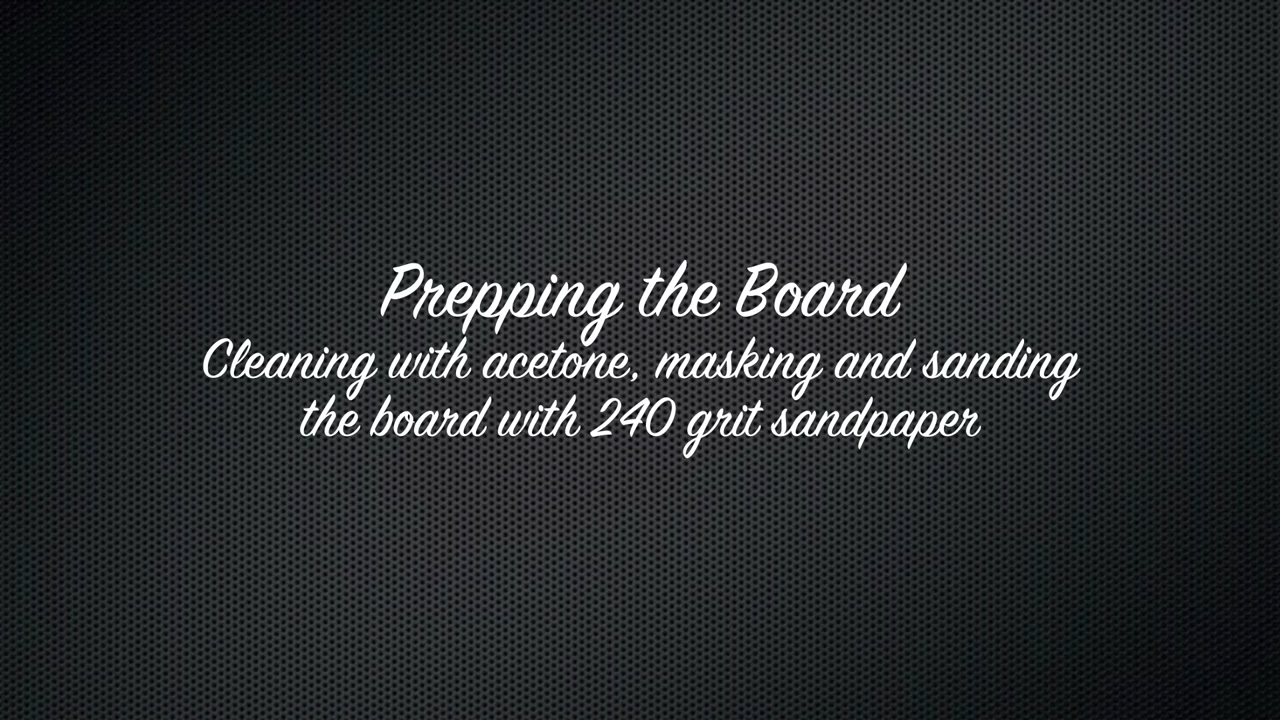 Prepping the Board
Cleaning with acetone, masking and sanding
the board with 240 grit sandpaper